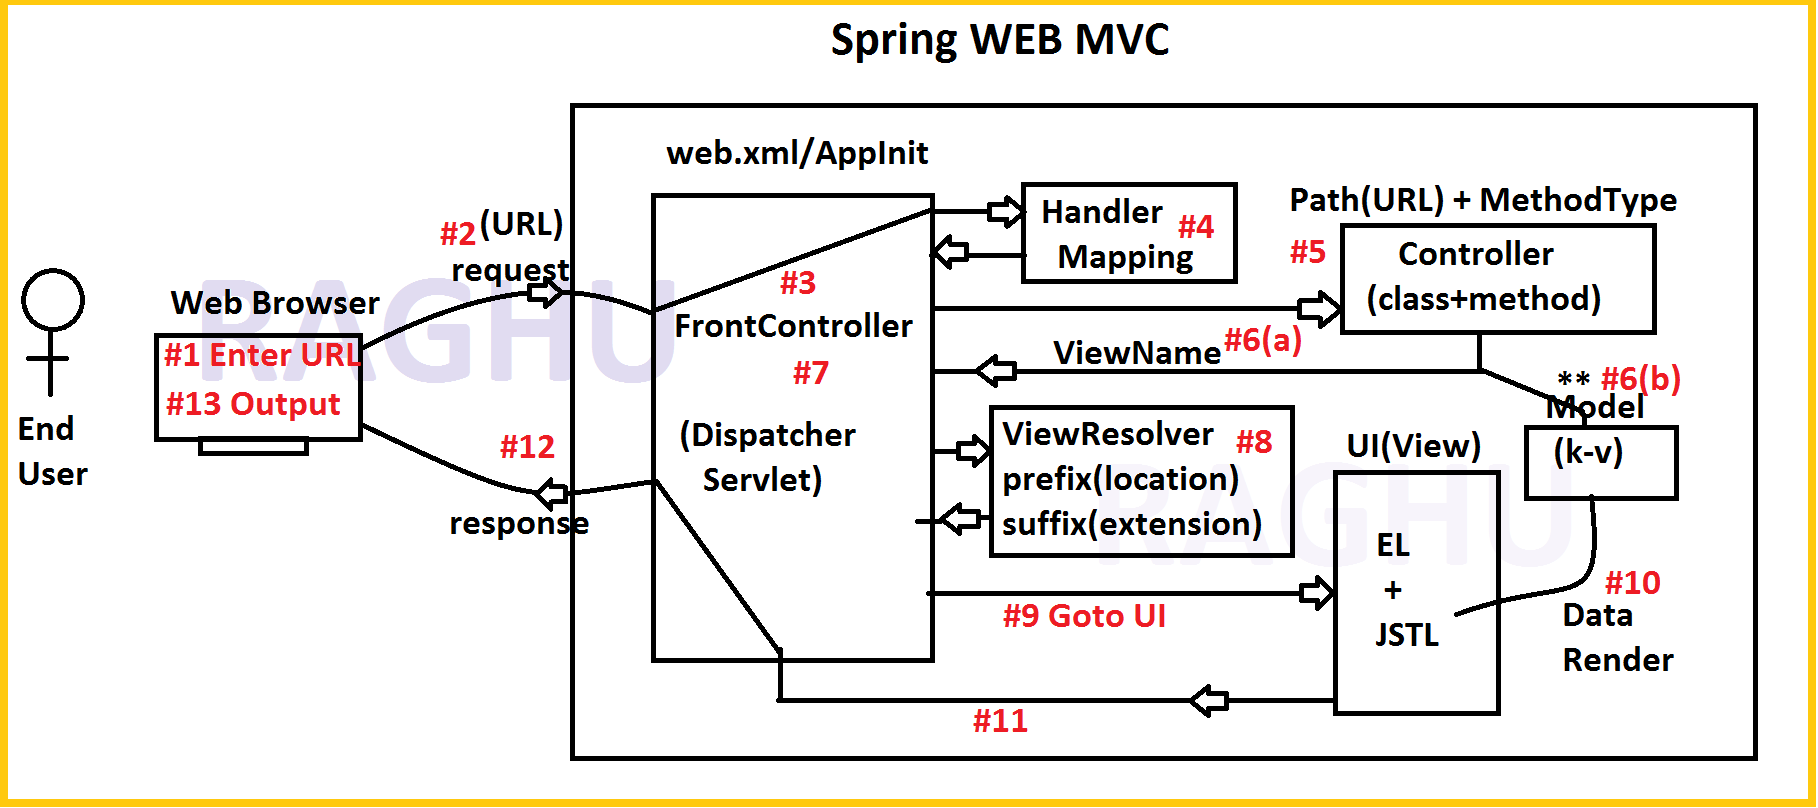 Spring WEB MVC
web.xml/AppInit
#2 (URL)
request
Handler
Mapping
#4
Path(URL) + MethodType
#5
Controller
(class+method)
#3
FrontController
#7
(Dispatcher
Servlet)
ViewName #6(a)
** #6(b)
Model
(k-v)
Web Browser
#1 Enter URL
#13 Output
End
User
#12
response
ViewResolver #8
prefix(location)
suffix(extension)
UI(View)
EL
+
JSTL
#9 Goto UI
#10
Data
Render
#11
RAGHU
RAGHU